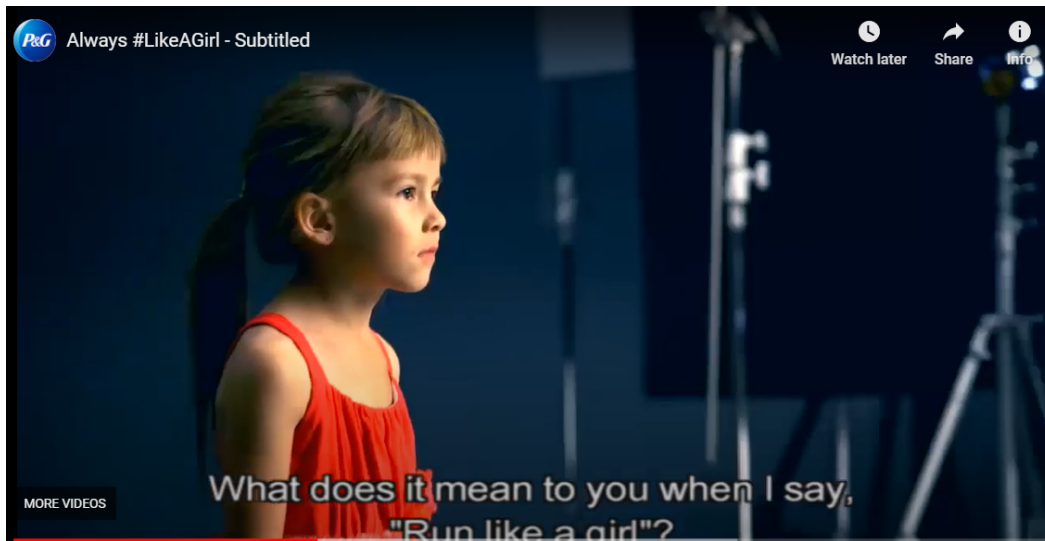 P&G
Always #LikeAGirl - Subtitled
Watch later
Share
Info
What does it mean to you when I say,
"Run like a girl"?
MORE VIDEOS